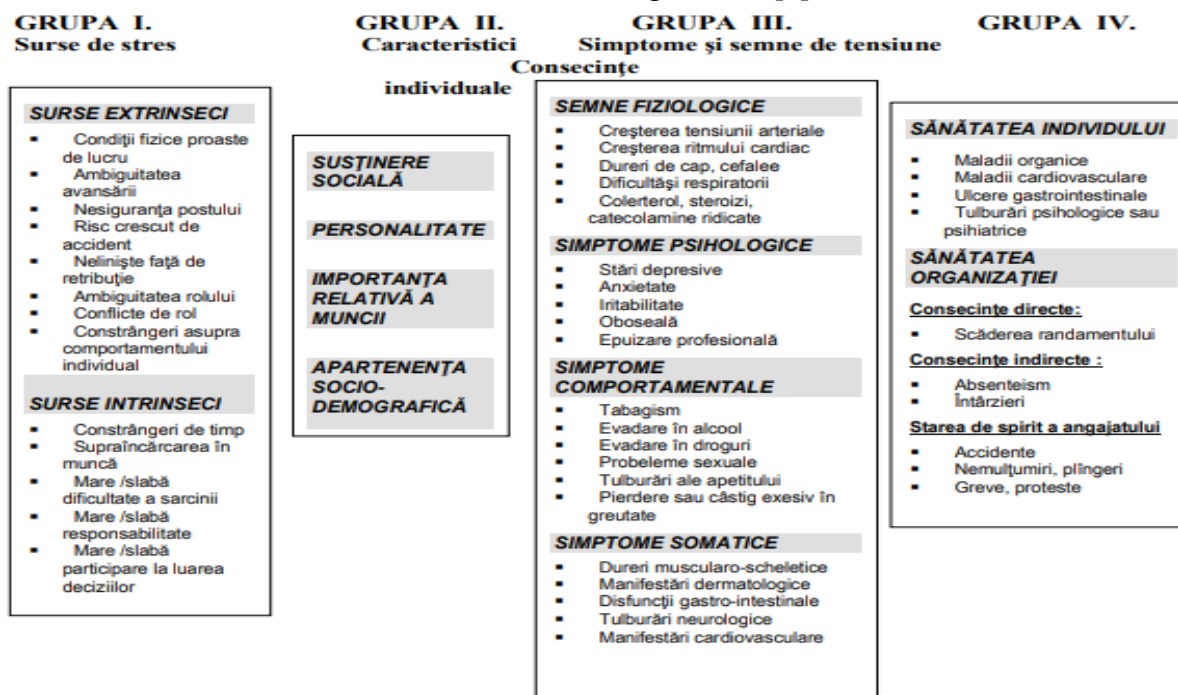 GRUPA I.
Surse de stres
GRUPA II.
Caracteristici
individuale
GRUPA III.
Simptome şi semne de tensiune
Consecinţe
GRUPA IV.
SURSE EXTRINSECI
▪ Condiţii fizice proaste
de lucru
▪ Ambiguitatea
avansării
▪ Nesiguranţa postului
▪ Risc crescut de
accident
▪ Nelinişte faţă de
retribuţie
▪ Ambiguitatea rolului
▪ Conflicte de rol
▪ Constrângeri asupra
comportamentului
individual
SURSE INTRINSECI
▪ Constrângeri de timp
▪ Supraîncărcarea în
muncă
▪ Mare /slabă
dificultate a sarcinii
▪ Mare /slabă
responsabilitate
▪ Mare /slabă
participare la luarea
deciziilor
SUSŢINERE
SOCIALĂ
PERSONALITATE
IMPORTANŢA
RELATIVĂ A
MUNCII
APARTENENŢA
SOCIO-
DEMOGRAFICĂ
SEMNE FIZIOLOGICE
▪ Creşterea tensiunii arteriale
▪ Creşterea ritmului cardiac
▪ Dureri de cap, cefalee
▪ Dificultăşi respiratorii
▪ Colerterol, steroizi,
catecolamine ridicate
SIMPTOME PSIHOLOGICE
▪ Stări depresive
▪ Anxietate
▪ Iritabilitate
▪ Oboseală
▪ Epuizare profesională
SIMPTOME
COMPORTAMENTALE
▪ Tabagism
▪ Evadare în alcool
▪ Evadare în droguri
▪ Probeleme sexuale
▪ Tulburări ale apetitului
▪ Pierdere sau câstig exesiv în
greutate
SIMPTOME SOMATICE
▪ Dureri muscularo-scheletice
▪ Manifestări dermatologice
▪ Disfuncţii gastro-intestinale
▪ Tulburări neurologice
▪ Manifestări cardiovasculare
SĂNĂTATEA INDIVIDULUI
▪ Maladii organice
▪ Maladii cardiovasculare
▪ Ulcere gastrointestinale
▪ Tulburări psihologice sau
psihiatrice
SĂNĂTATEA
ORGANIZAŢIEI
Consecinţe directe:
▪ Scăderea randamentului
Consecinţe indirecte :
▪ Absenteism
▪ Întârzieri
Starea de spirit a angajatului
▪ Accidente
▪ Nemulţumiri, plîngeri
▪ Greve, proteste